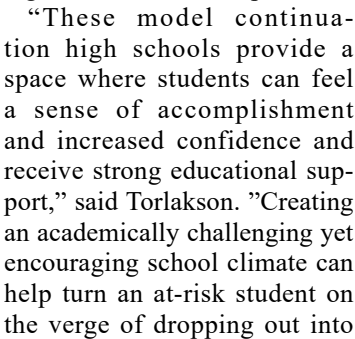 “These model continua-
tion high schools provide a
space where students can feel
a sense of accomplishment
and increased confidence and
receive strong educational sup-
port,” said Torlakson. ”Creating
an academically challenging yet
encouraging school climate can
help turn an at-risk student on
the verge of dropping out into